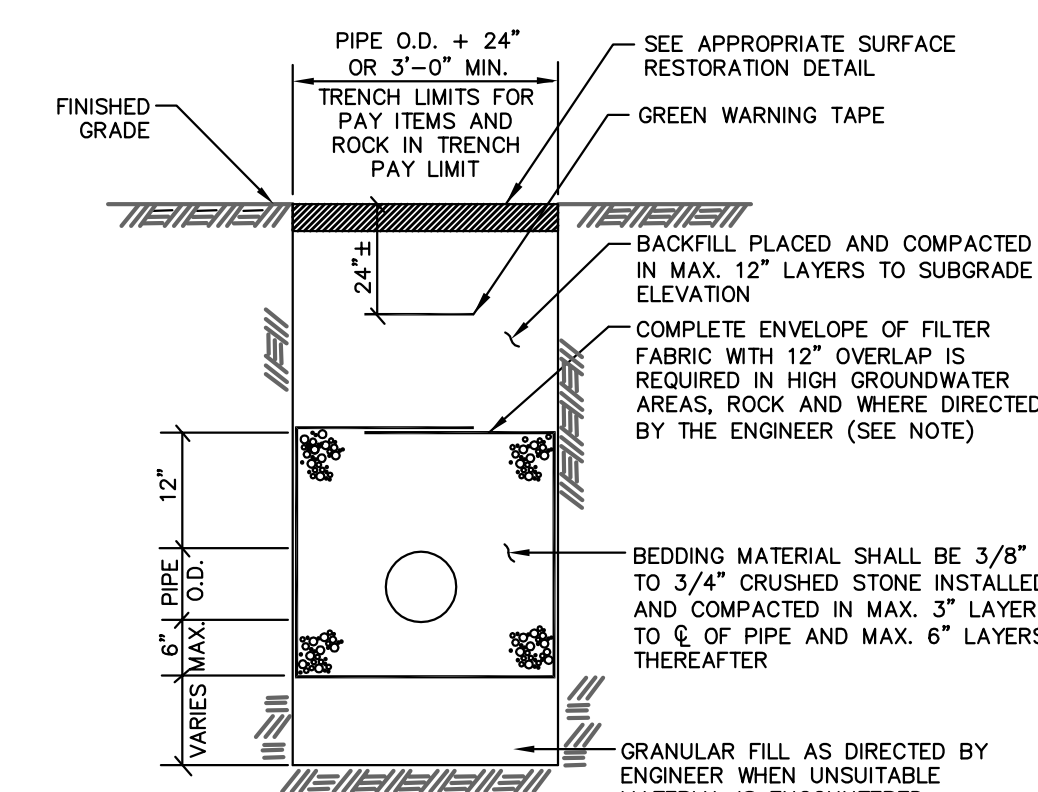 PIPE O.D. + 24"
OR 3'-0" MIN.
TRENCH LIMITS FOR
PAY ITEMS AND
ROCK IN TRENCH
PAY LIMIT
SEE APPROPRIATE SURFACE
RESTORATION DETAIL
GREEN WARNING TAPE
FINISHED
GRADE
24"±
BACKFILL PLACED AND COMPACTED
IN MAX. 12" LAYERS TO SUBGRADE
ELEVATION
COMPLETE ENVELOPE OF FILTER
FABRIC WITH 12" OVERLAP IS
REQUIRED IN HIGH GROUNDWATER
AREAS, ROCK AND WHERE DIRECTED
BY THE ENGINEER (SEE NOTE)
12"
PIPE
O.D.
6"
MAX.
VARIES
BEDDING MATERIAL SHALL BE 3/8"
TO 3/4" CRUSHED STONE INSTALLED
AND COMPACTED IN MAX. 3" LAYER
TO ℄ OF PIPE AND MAX. 6" LAYERS
THEREAFTER
GRANULAR FILL AS DIRECTED BY
ENGINEER WHEN UNSUITABLE